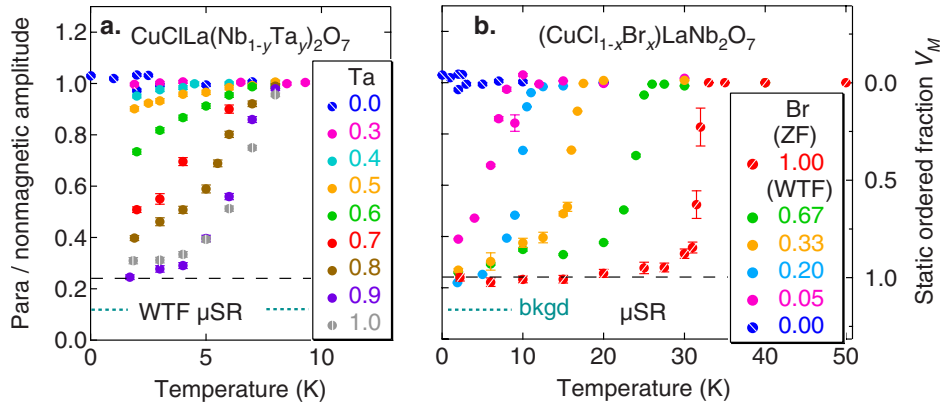 a.
CuClLa(Nb1-yTay)2O7
Para / nonmagnetic amplitude
1.2
1.0
0.8
0.6
0.4
0.2
0.0
0
5
10
Temperature (K)
WTF μSR
Ta
0.0
0.3
0.4
0.5
0.6
0.7
0.8
0.9
1.0
b.
(CuCl1-xBrx)LaNb2O7
bkgd
μSR
0
10
20
30
40
50
Temperature (K)
Br
(ZF)
1.00
(WTF)
0.67
0.33
0.20
0.05
0.00
0.0
0.5
1.0
Static ordered fraction VM